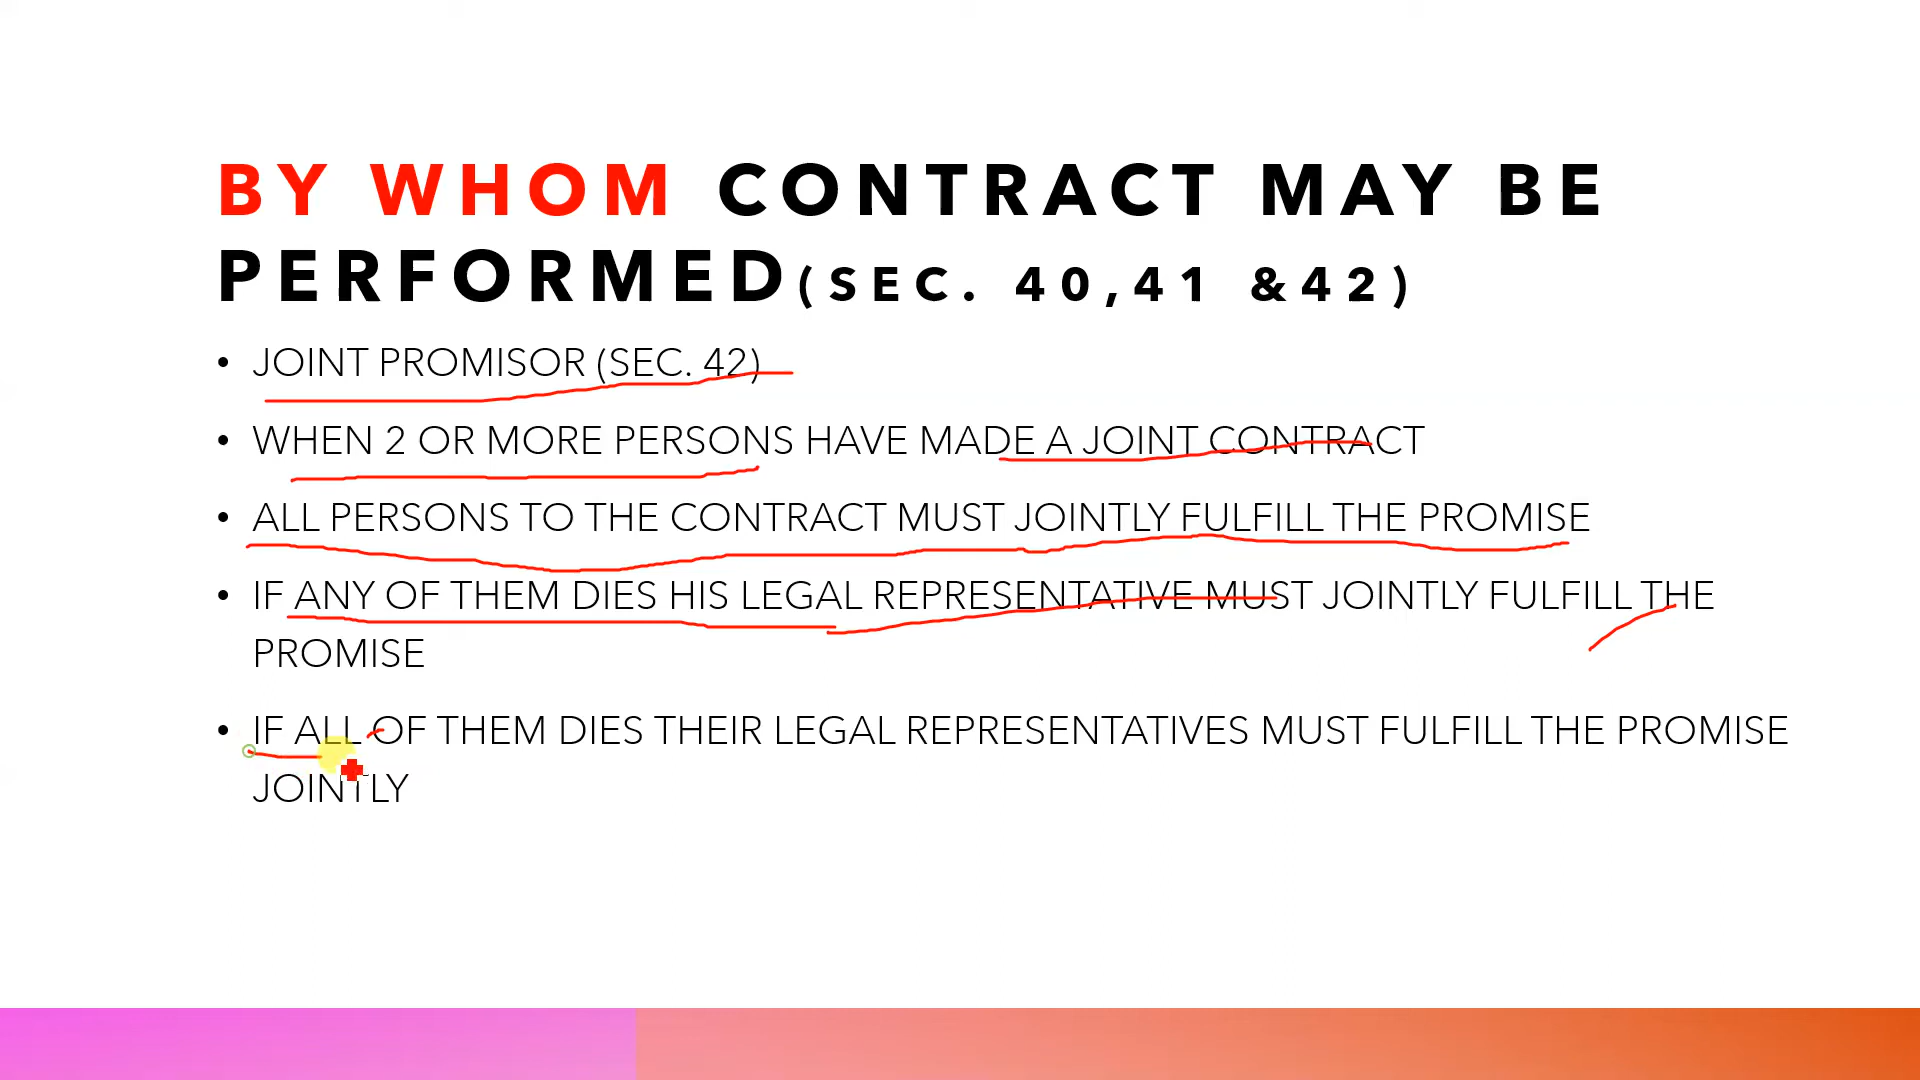 BY WHOM CONTRACT MAY BE
PERFORMED(SEC. 40,41 &42)
• JOINT PROMISOR (SEC. 42)
• WHEN 2 OR MORE PERSONS HAVE MADE A JOINT CONTRACT
• ALL PERSONS TO THE CONTRACT MUST JOINTLY FULFILL THE PROMISE
• IF ANY OF THEM DIES HIS LEGAL REPRESENTATIVE MUST JOINTLY FULFILL THE
PROMISE
• IF ALL OF THEM DIES THEIR LEGAL REPRESENTATIVES MUST FULFILL THE PROMISE
JOINTLY